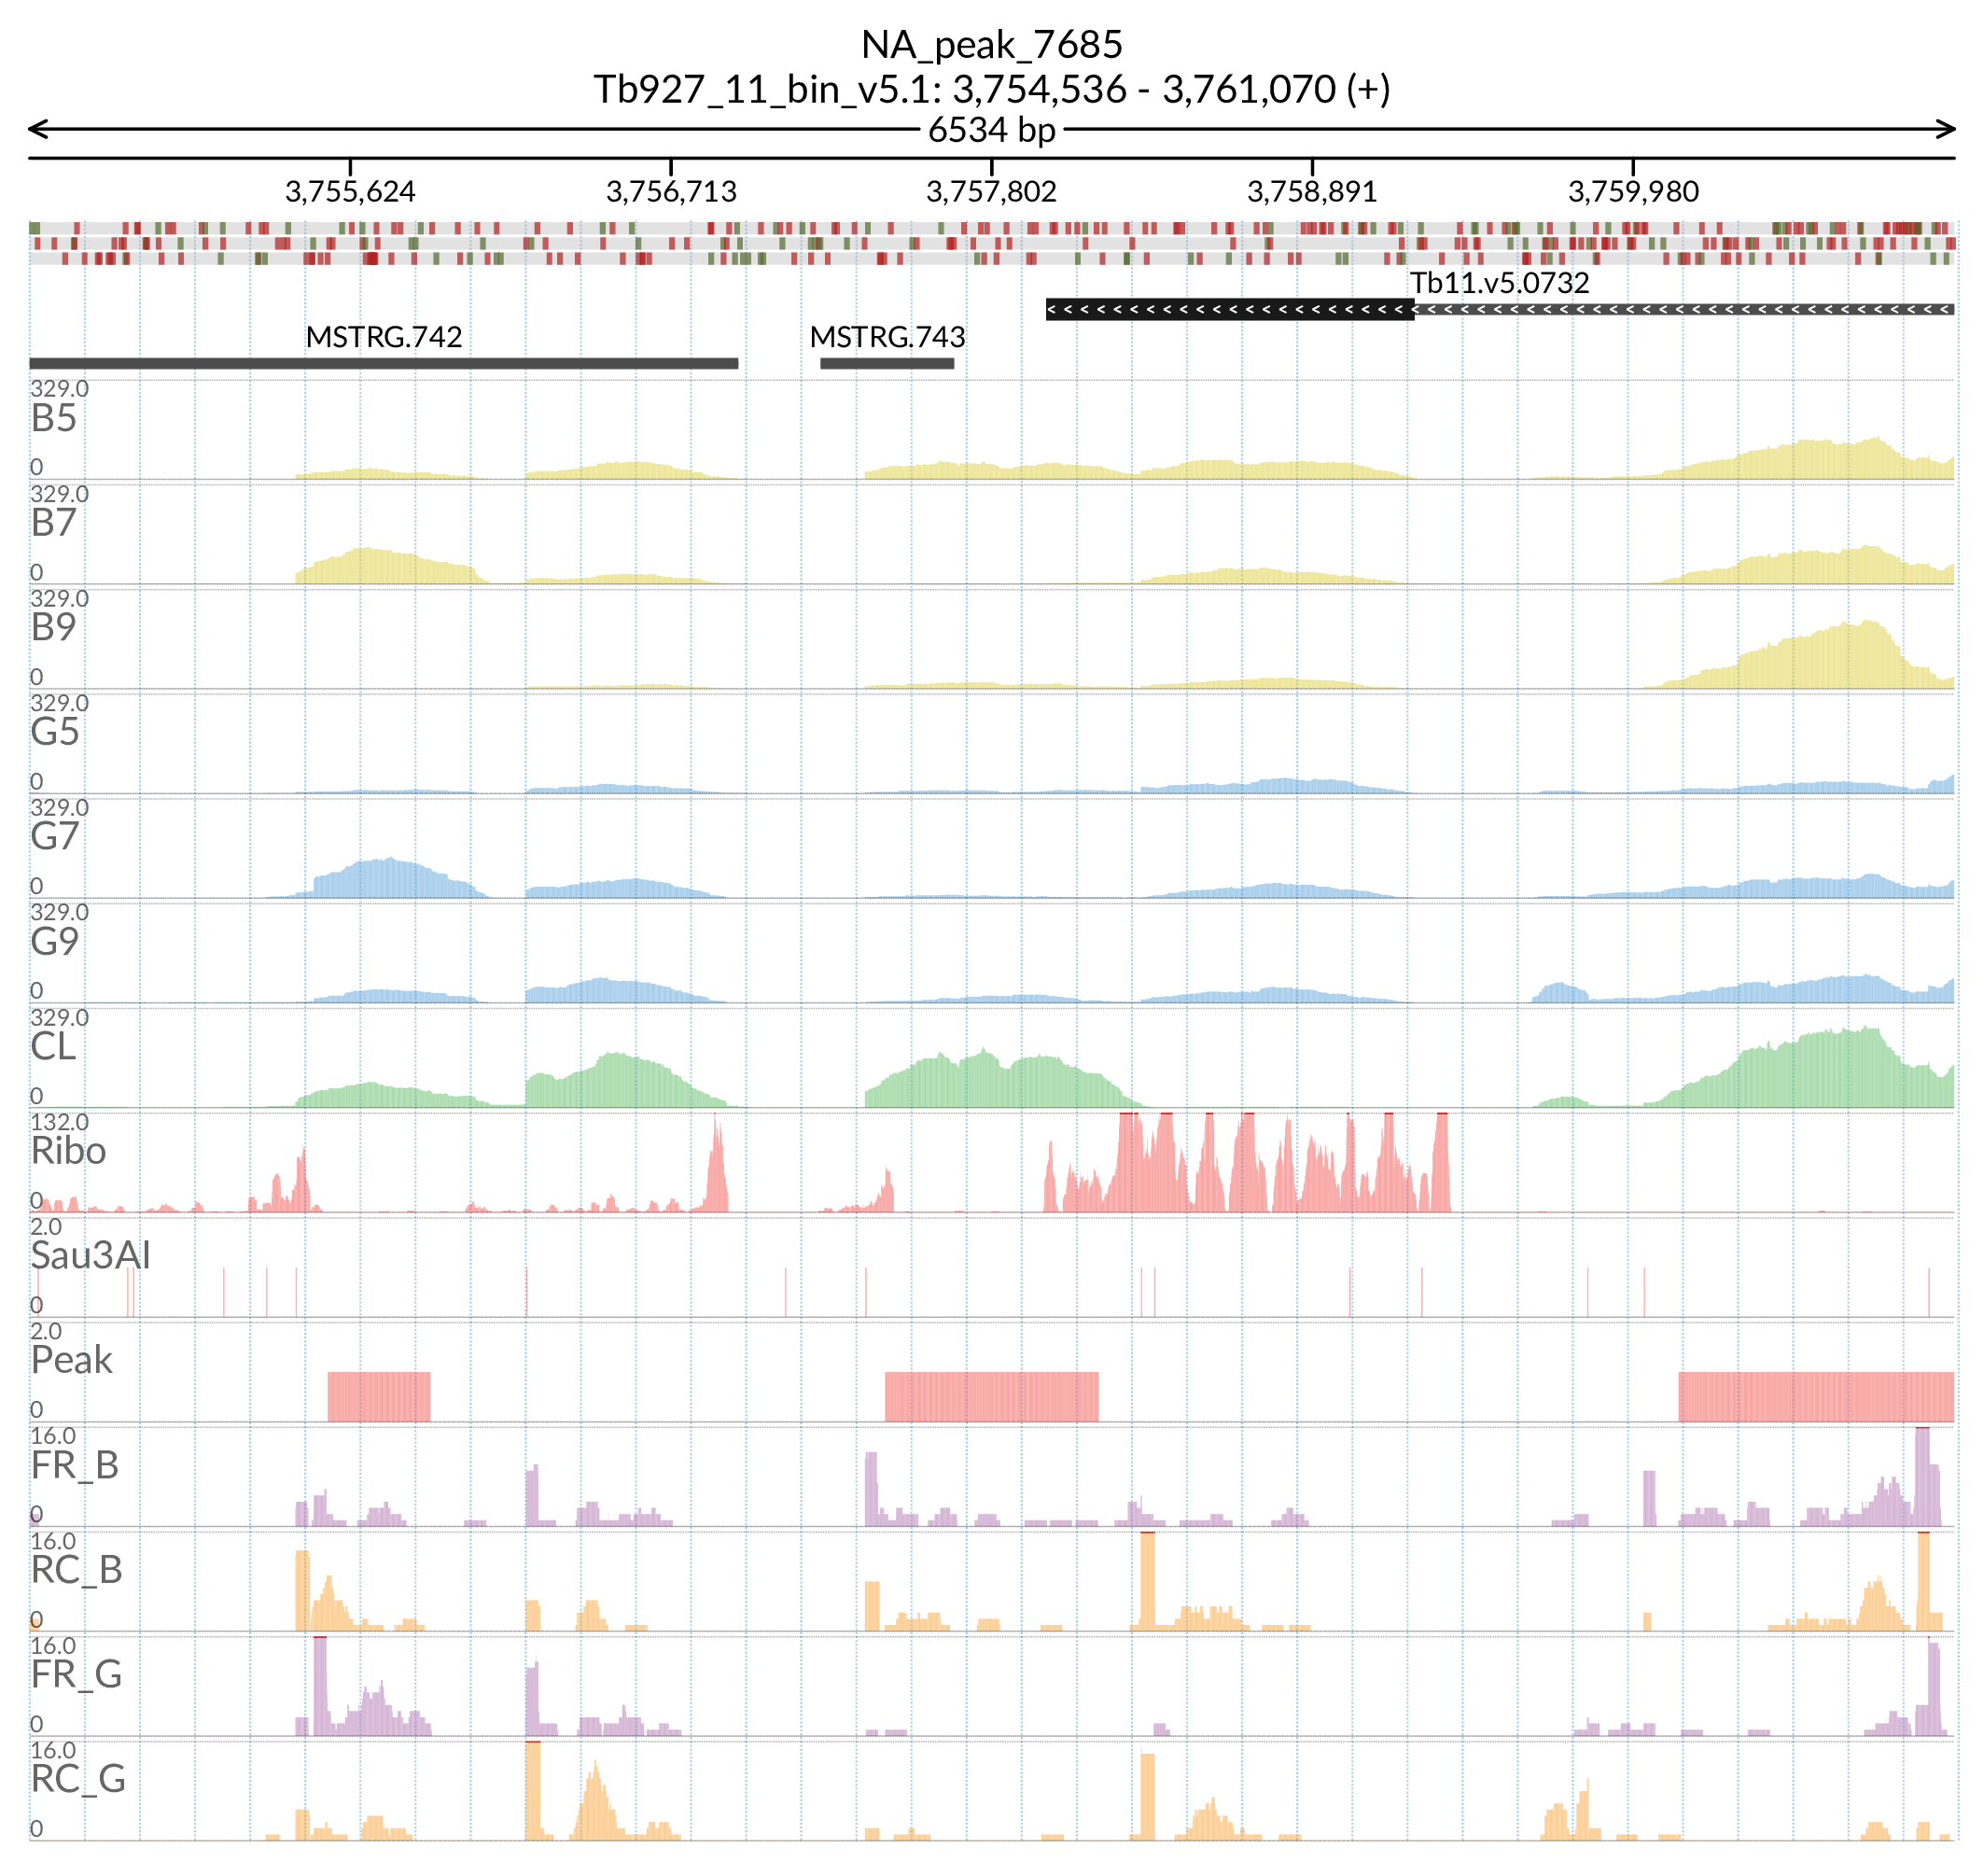 NA_peak_7685
Tb927_11_bin_v5.1: 3,754,536 - 3,761,070 (+)
6534 bp
3,755,624 3,756,713 3,757,802 3,758,891 3,759,980
Tb11.v5.0732
MSTRG.742 MSTRG.743
329.0
B5
0
329.0
B7
0
329.0
B9
0
329.0
G5
0
329.0
G7
0
329.0
G9
0
329.0
CL
0
132.0
Ribo
0
2.0
Sau3AI
0
2.0
Peak
0
16.0
FR_B
0
16.0
RC_B
0
16.0
FR_G
0
16.0
RC_G
0